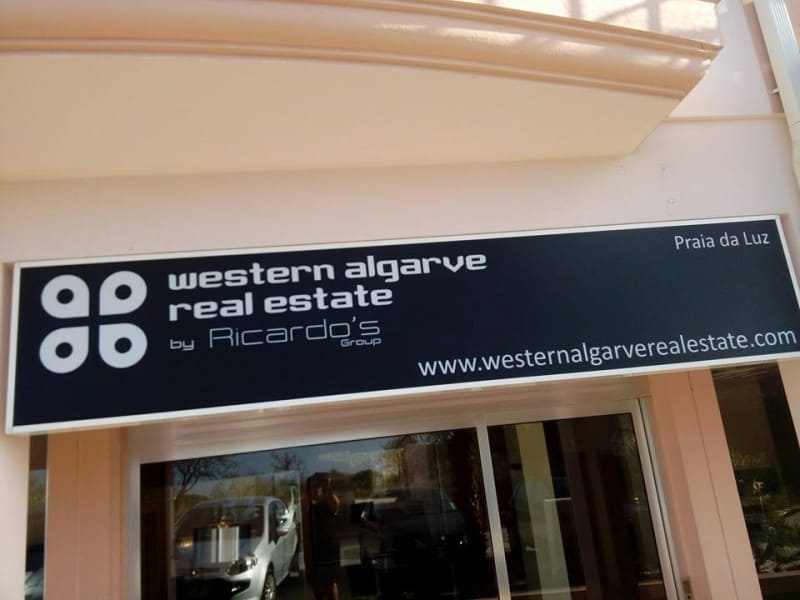 western algarve
real estate
by Ricardo's
Group
Praia da Luz
www.westernalgarverealestate.com